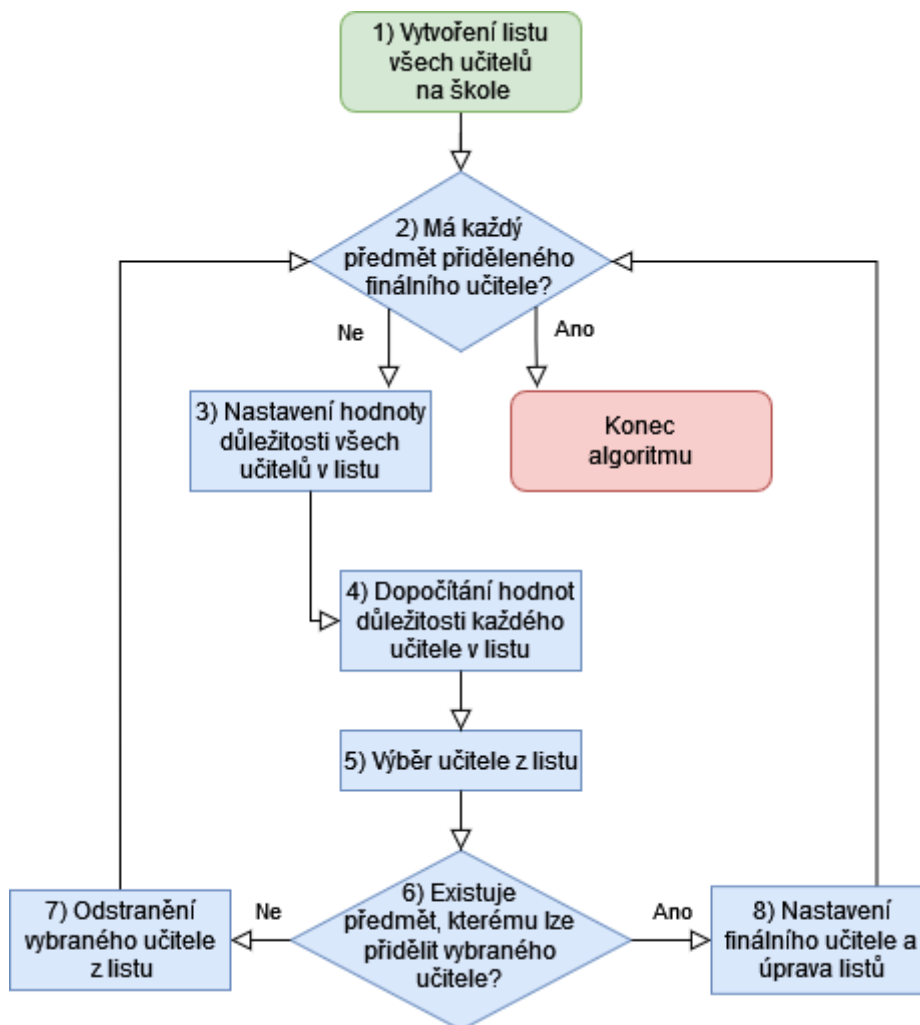 1) Vytvoření listu
všech učitelů
na škole
2) Má každý
předmět přiděleného
finálního učitele?
Ne
Ano
3) Nastavení hodnoty
důležitosti všech
učitelů v listu
Konec
algoritmu
4) Dopočítání hodnot
důležitosti každého
učitele v listu
5) Výběr učitele z listu
6) Existuje
předmět, kterému lze
přidělit vybraného
učitele?
Ne
Ano
7) Odstranění
vybraného učitele
z listu
8) Nastavení
finálního učitele a
úprava listů